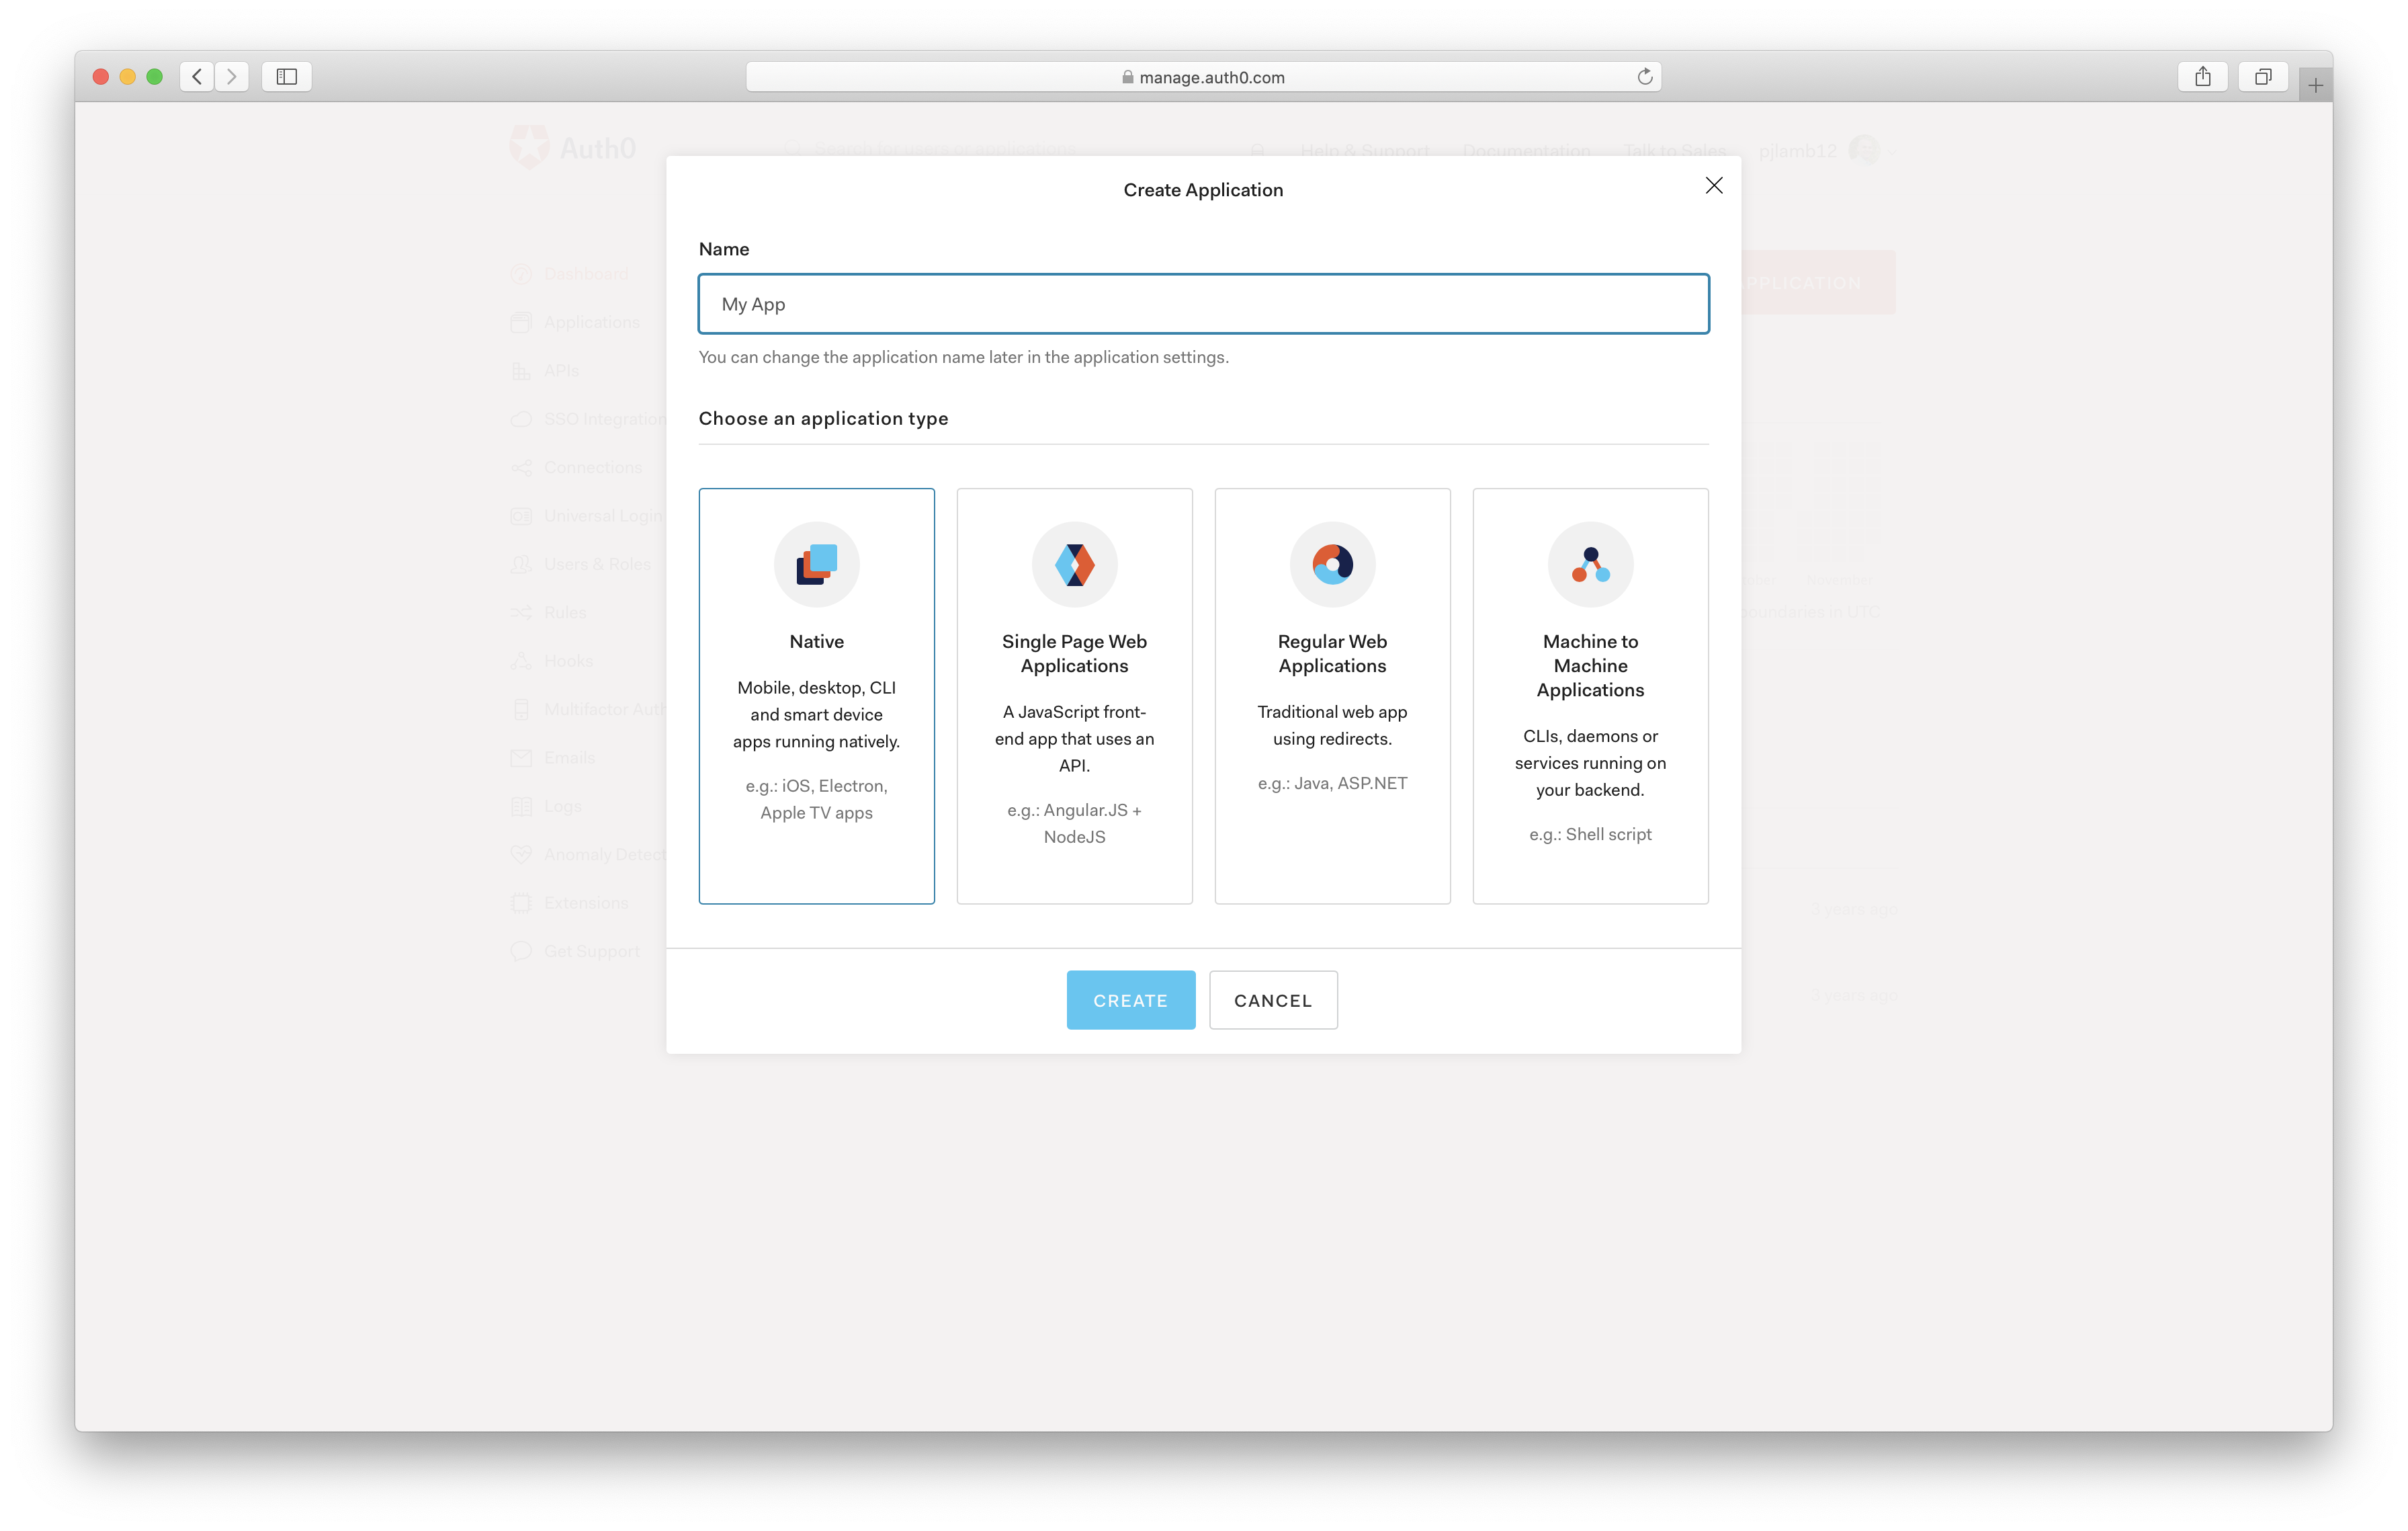 manage.auth0.com
Auth0
Search for users or applications
Help & Support
Documentation
Talk to Sales
pjlamb12
Create Application
Name
My App
You can change the application name later in the application settings.
Choose an application type
Native
Mobile, desktop, CLI
and smart device
apps running natively.
e.g.: iOS, Electron,
Apple TV apps
Single Page Web
Applications
A JavaScript front-
end app that uses an
API.
e.g.: Angular.JS +
NodeJS
Regular Web
Applications
Traditional web app
using redirects.
e.g.: Java, ASP.NET
Machine to
Machine
Applications
CLIs, daemons or
services running on
your backend.
e.g.: Shell script
CREATE
CANCEL
Dashboard
Applications
APIs
SSO Integration
Connections
Universal Login
Users & Roles
Rules
Hooks
Multifactor Auth
Emails
Logs
Anomaly Detect
Extensions
Get Support
APPLICATION
November
boundaries in UTC
3 years ago
3 years ago